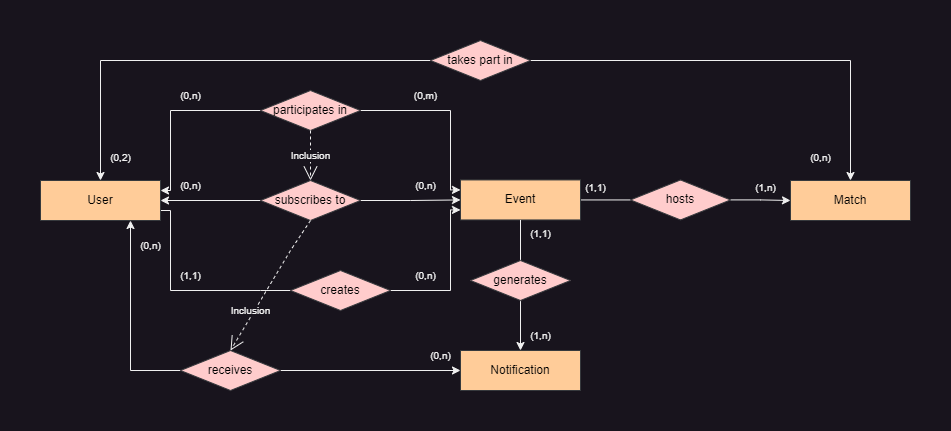 takes part in
(0,n)
participates in
(0,m)
Inclusion
(0,2)
(0,n)
(0,n)
(0,n)
User
subscribes to
Event
(1,1)
hosts
(1,n)
Match
(0,n)
(1,1)
(1,1)
creates
(0,n)
generates
Inclusion
(1,n)
(0,n)
receives
Notification